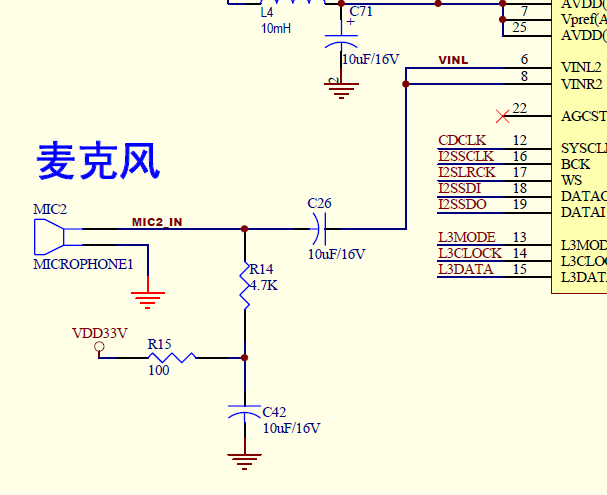 C71
L4
+
10mH
10uF/16V
2
AVDD(
7
Vpref(A
25
AVDD(
VINL
6
VINL2
8
VINR2
22
AGCST
CDCLK 12 SYSCL
I2SSCLK 16 BCK
I2SLRCK 17 WS
I2SSDI 18 DATAO
I2SSDO 19 DATAI
L3MODE 13 L3MOD
L3CLOCK 14 L3CLO
L3DATA 15 L3DAT
麦克风
MIC2
MIC2_IN
MICROPHONE1
C26
10uF/16V
R14
4.7K
VDD33V
R15
100
C42
10uF/16V